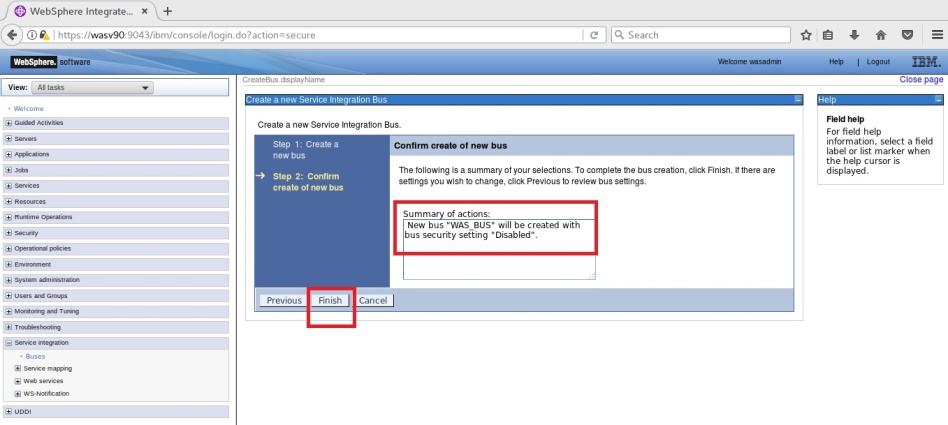 WebSphere Integrate...
https://wasv90:9043/ibm/console/login.do?action=secure
Search
WebSphere. software
Welcome wasadmin
Help | Logout
IBM.
View: All tasks
CreateBus.displayName
Close page
Welcome
Guided Activities
Servers
Applications
Jobs
Services
Resources
Runtime Operations
Security
Operational policies
Environment
System administration
Users and Groups
Monitoring and Tuning
Troubleshooting
Service integration
Buses
Service mapping
Web services
WS-Notification
UDDI
Create a new Service Integration Bus
Create a new Service Integration Bus.
Step 1: Create a
new bus
Step 2: Confirm
create of new bus
Confirm create of new bus
The following is a summary of your selections. To complete the bus creation, click Finish. If there are
settings you wish to change, click Previous to review bus settings.
Summary of actions:
New bus "WAS_BUS" will be created with
bus security setting "Disabled".
Previous Finish Cancel
Help
Field help
For field help
information, select a field
label or list marker when
the help cursor is
displayed.